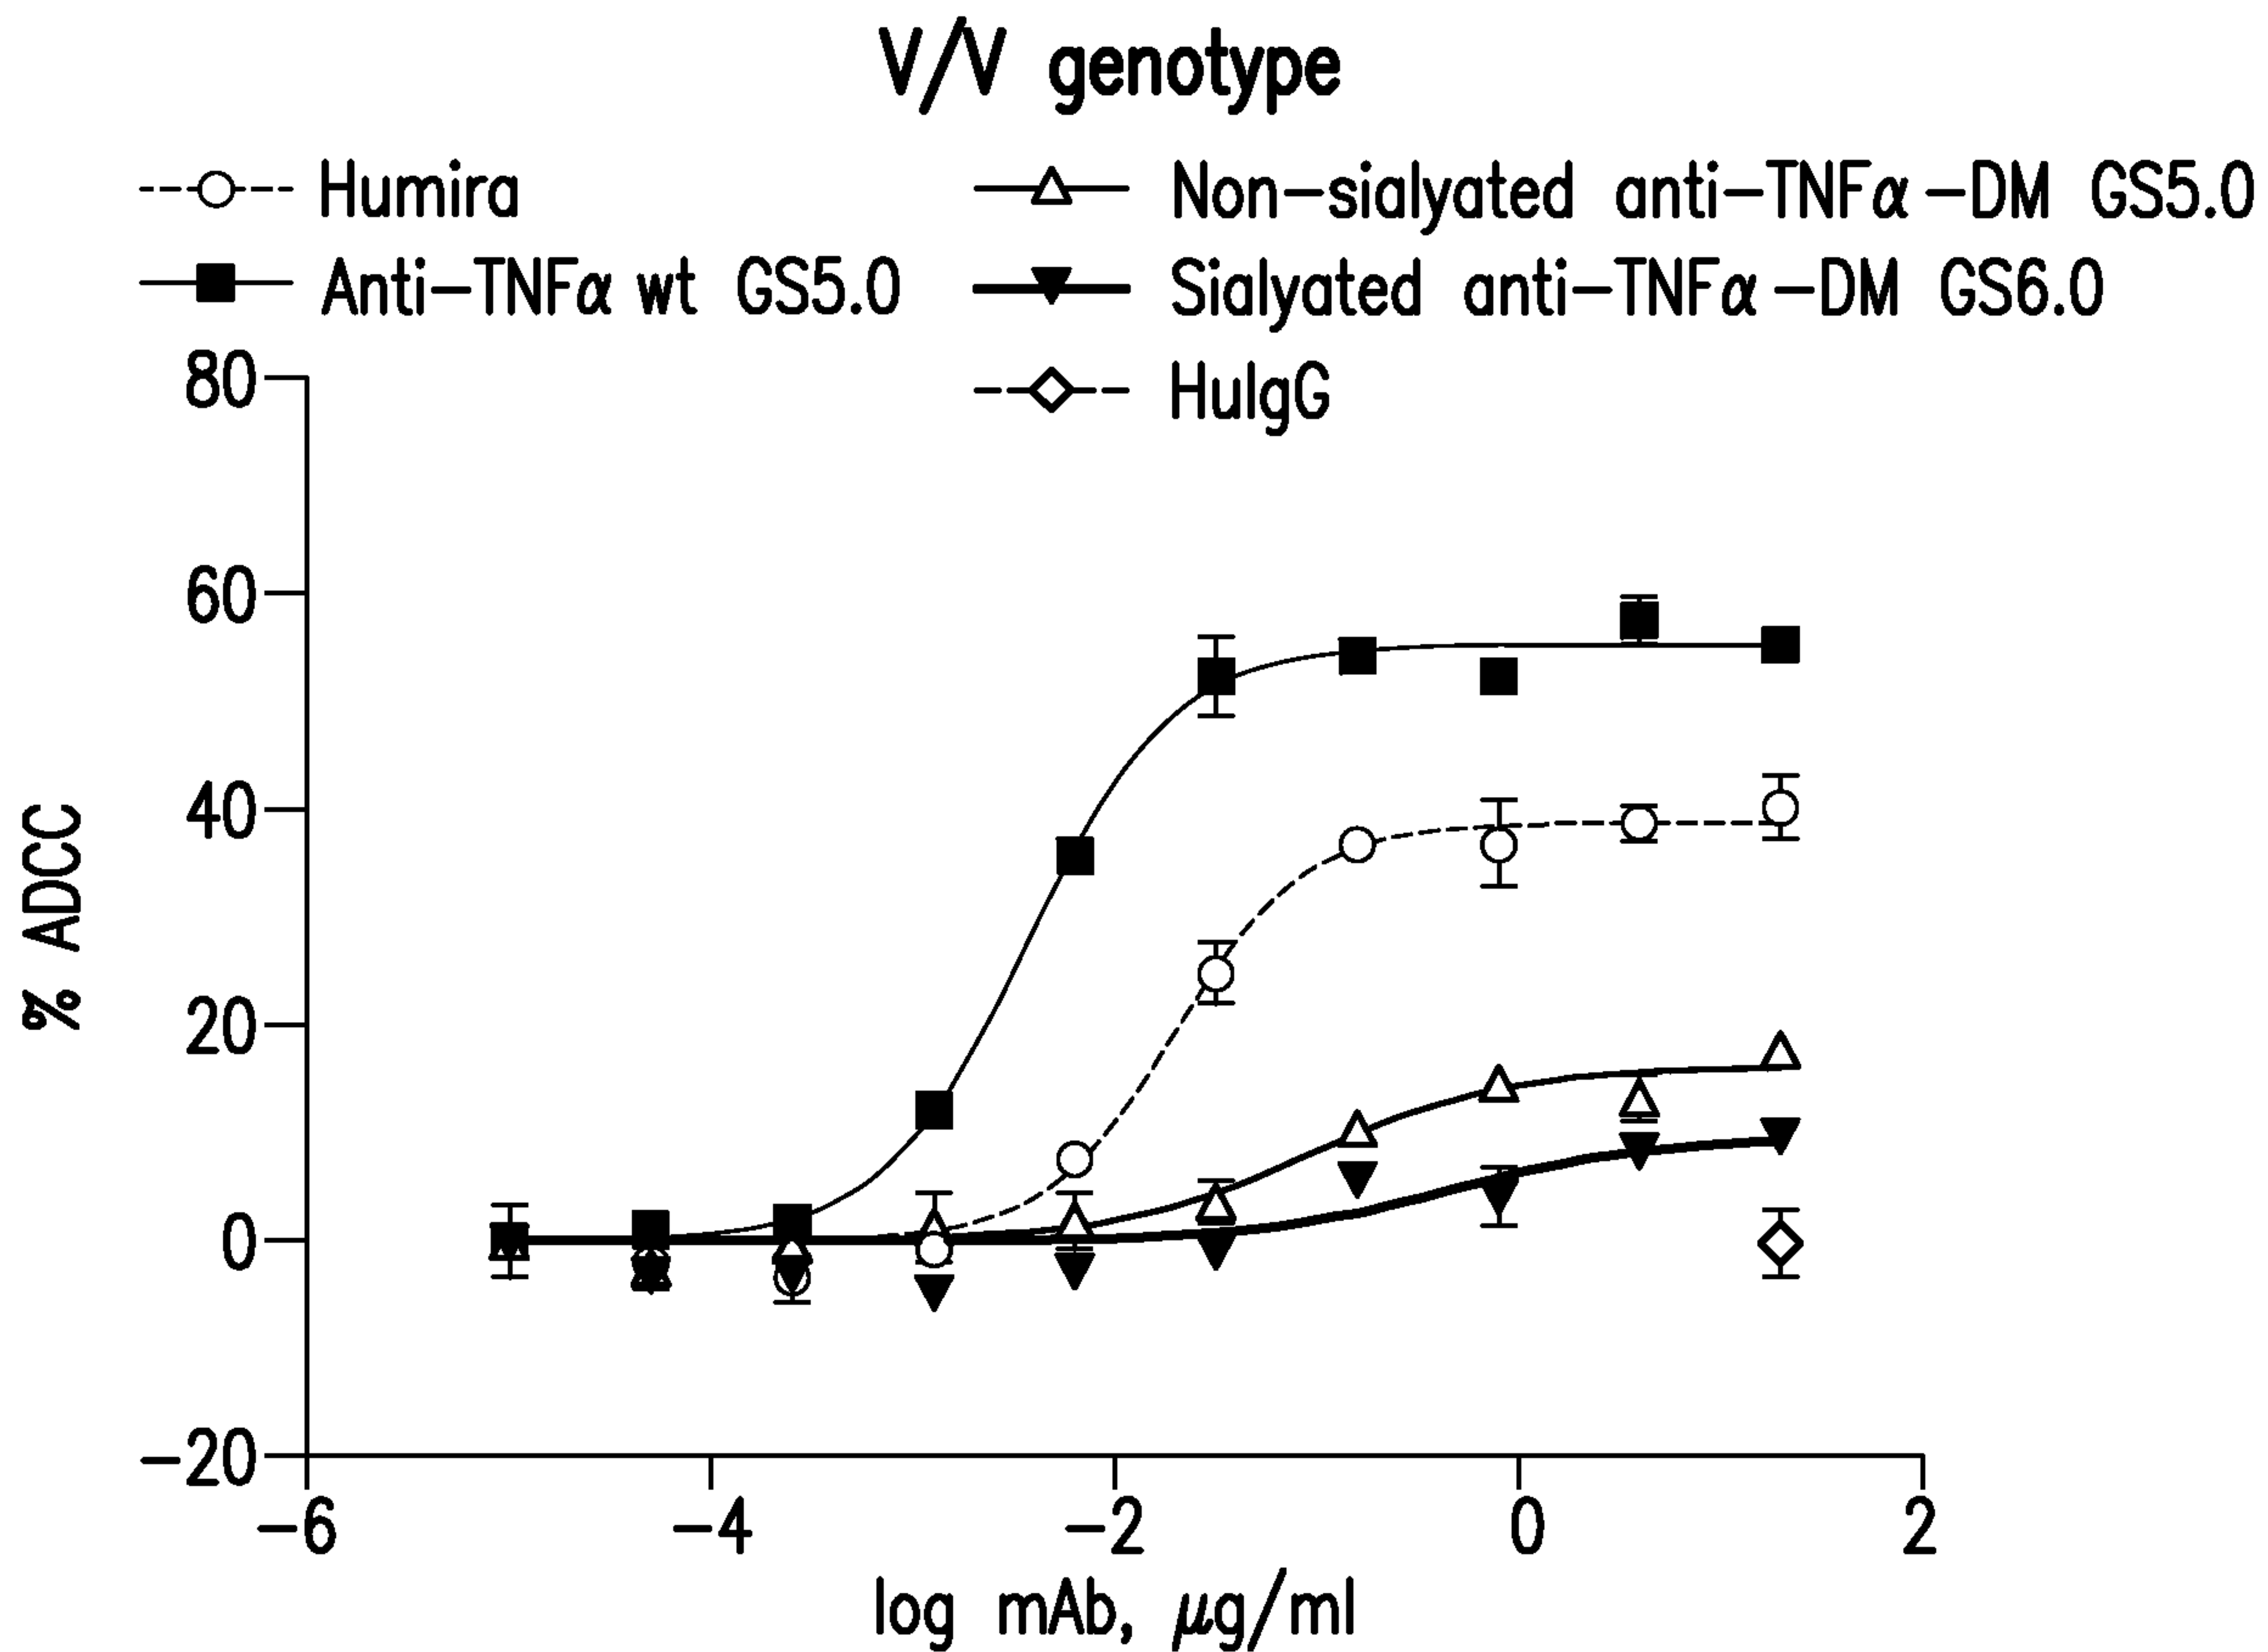 V/V genotype
Humira
Anti-TNFα wt GS5.0
Non-sialyated anti-TNFα-DM GS5.0
Sialyated anti-TNFα-DM GS6.0
HuIgG
% ADCC
80
60
40
20
0
-20
-6 -4 -2 0 2
log mAb, μg/ml